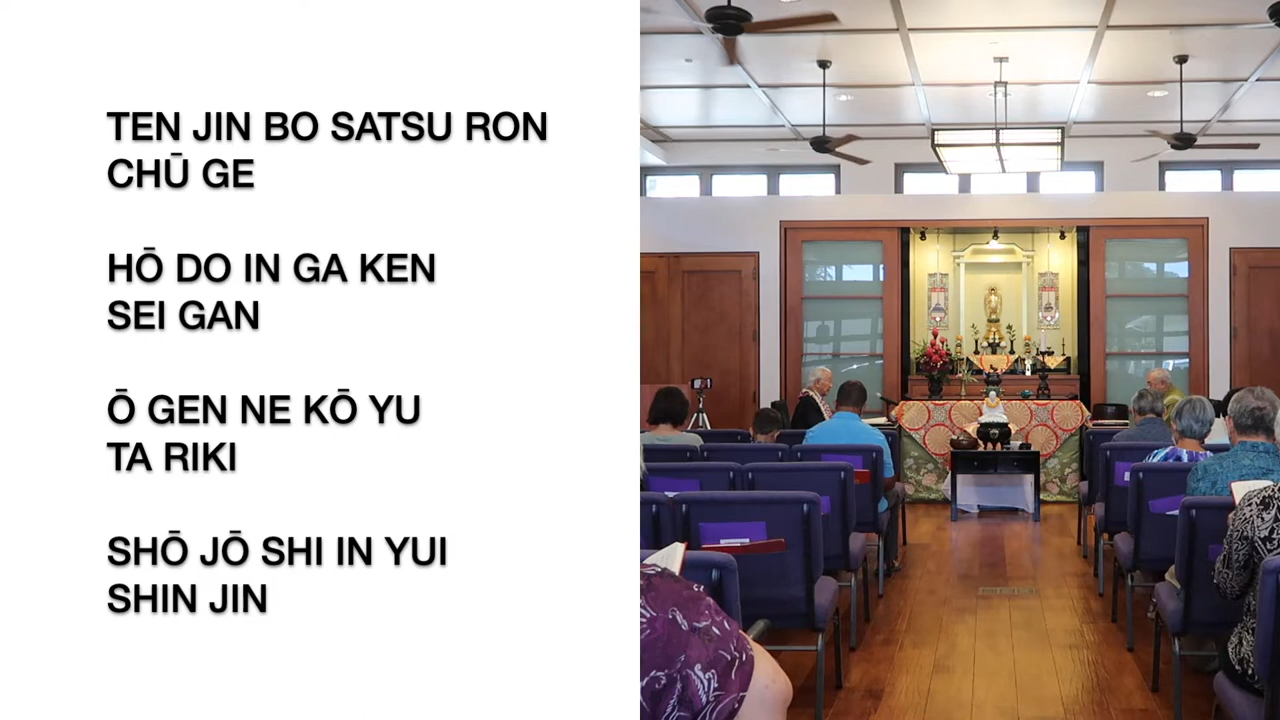 TEN JIN BO SATSU RON
CHŪ GE
HŌ DO IN GA KEN
SEI GAN
Ō GEN NE KŌ YU
TA RIKI
SHŌ JŌ SHI IN YUI
SHIN JIN